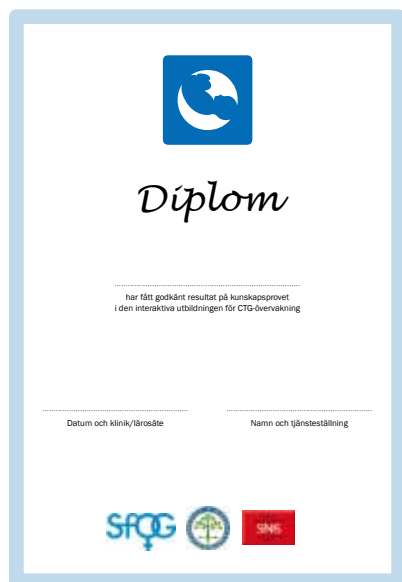 Diplom
har fått godkänt resultat på kunskapsprovet
i den interaktiva utbildningen för CTG-övervakning
Datum och klinik/lärosäte
Namn och tjänsteställning
SFOG